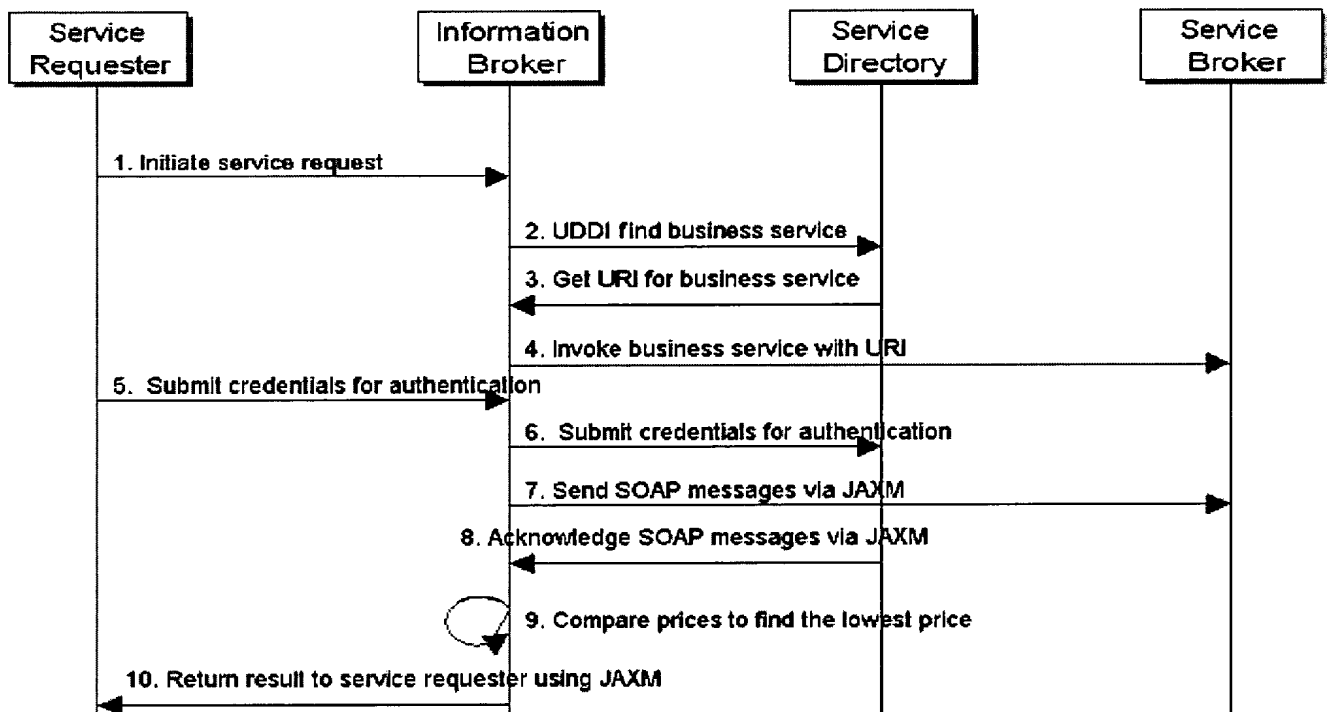 Service
Requester
Information
Broker
Service
Directory
Service
Broker
1. Initiate service request
2. UDDI find business service
3. Get URI for business service
4. Invoke business service with URI
5. Submit credentials for authentication
6. Submit credentials for authentication
7. Send SOAP messages via JAXM
8. Acknowledge SOAP messages via JAXM
9. Compare prices to find the lowest price
10. Return result to service requester using JAXM